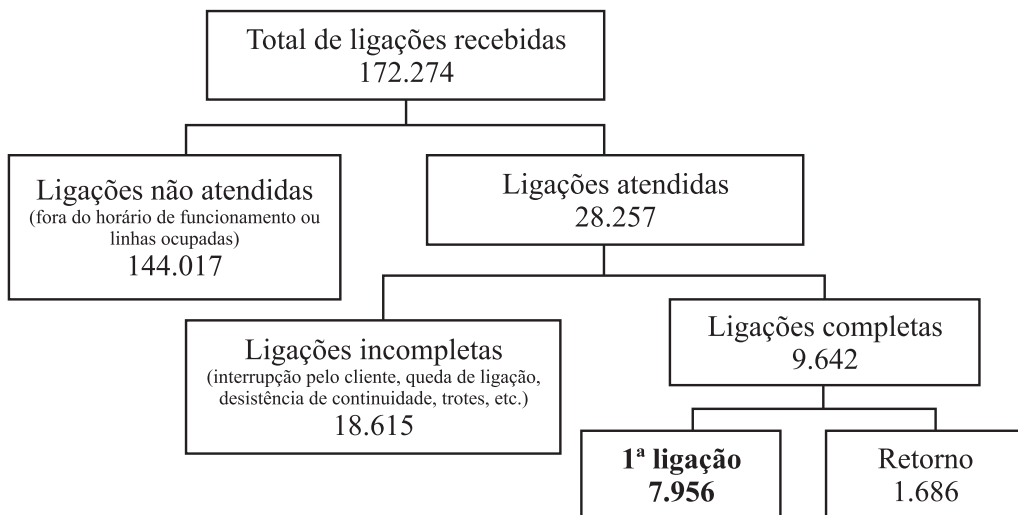 Total de ligações recebidas
172.274
Ligações não atendidas
(fora do horário de funcionamento ou
linhas ocupadas)
144.017
Ligações atendidas
28.257
Ligações incompletas
(interrupção pelo cliente, queda de ligação,
desistência de continuidade, trotes, etc.)
18.615
Ligações completas
9.642
1ª ligação
7.956
Retorno
1.686